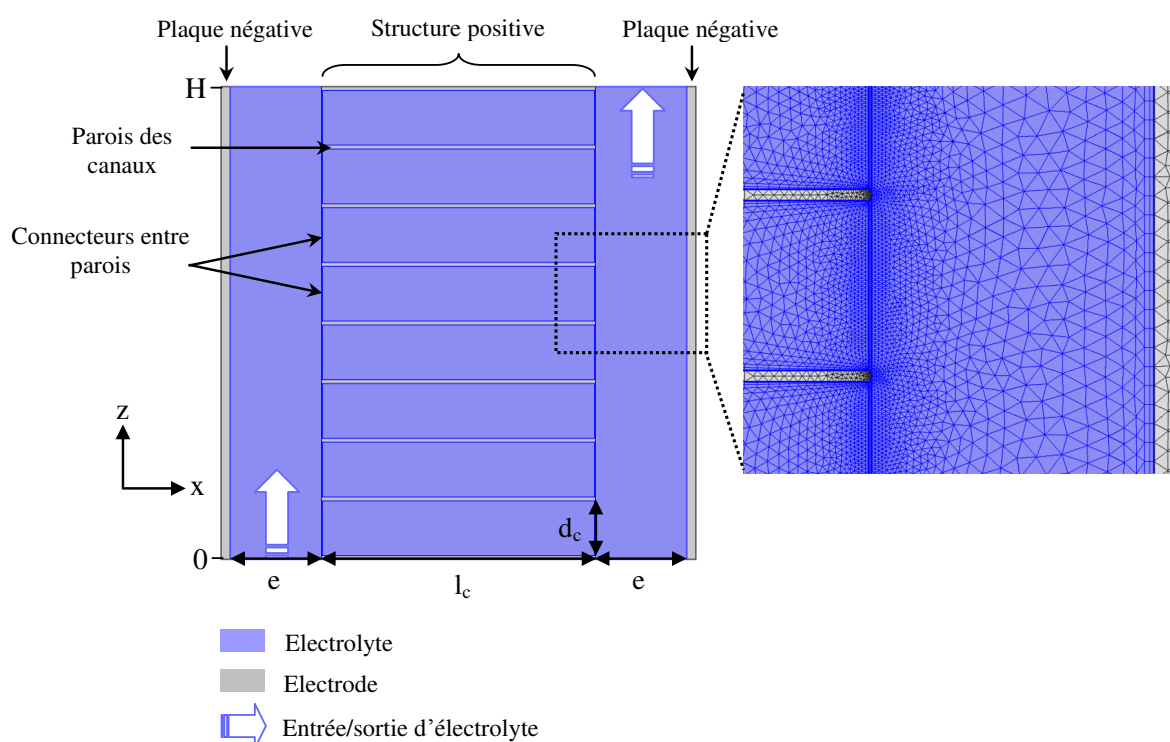 Plaque négative
Structure positive
Plaque négative
H
Parois des
canaux
Connecteurs entre
parois
z
x
d_c
0
e
l_c
e
Electrolyte
Electrode
Entrée/sortie d'électrolyte